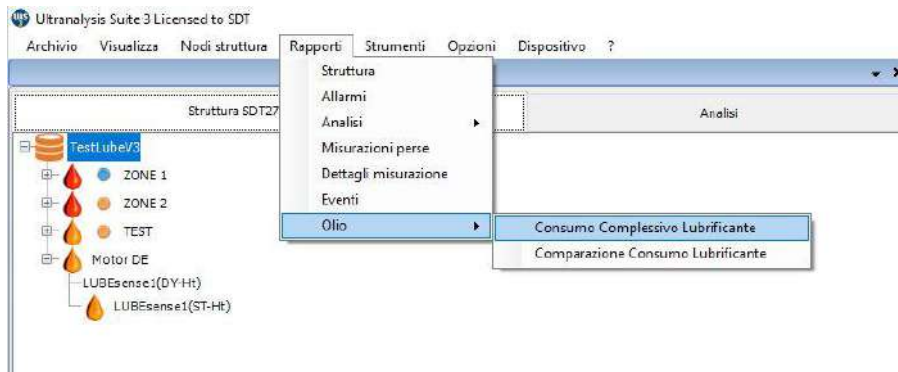 Ultranalysis Suite 3 Licensed to SDT
Archivio Visualizza Nodi struttura Rapporti Strumenti Opzioni Dispositivo ?
Struttura
Allarmi
Analisi
Misurazioni perse
Dettagli misurazione
Eventi
Olio
Consumo Complessivo Lubrificante
Comparazione Consumo Lubrificante
Struttura SDT27
Analisi
TestLubeV3
ZONE 1
ZONE 2
TEST
Motor DE
LUBEsense1(DY-Ht)
LUBEsense1(ST-Ht)